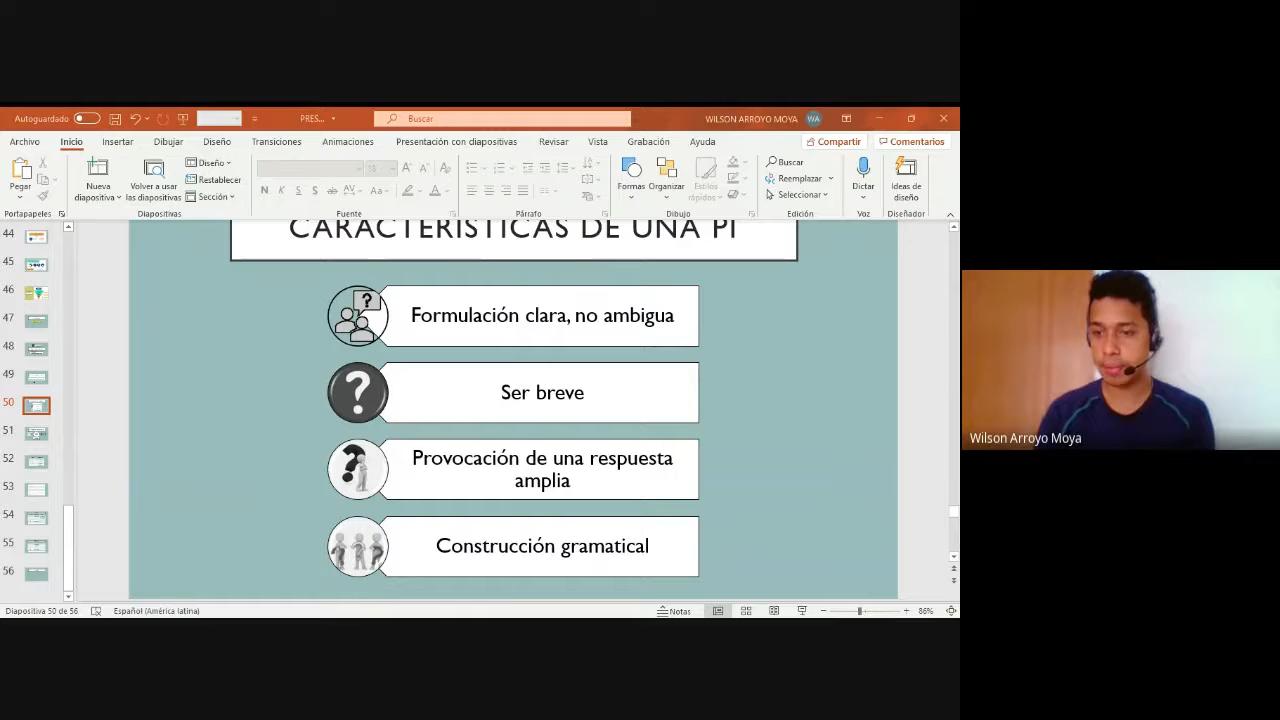 Autoguardado
PRES...
Buscar
WILSON ARROYO MOYA
WA
Archivo
Inicio
Insertar
Dibujar
Diseño
Transiciones
Animaciones
Presentación con diapositivas
Revisar
Vista
Grabación
Ayuda
Compartir
Comentarios
Pegar
Nueva
diapositiva
Volver a usar
las diapositivas
Diseño
Restablecer
Sección
N K S S ab AV Aa A
Formas
Organizar
Estilos
rápidos
Buscar
Reemplazar
Seleccionar
Dictar
Ideas de
diseño
Portapapeles
Diapositivas
Fuente
Párrafo
Dibujo
Edición
Voz
Diseñador
44
45
46
47
48
49
50
51
52
53
54
55
56
CARACTERÍSTICAS DE UNA PI
Formulación clara, no ambigua
Ser breve
Provocación de una respuesta
amplia
Construcción gramatical
Wilson Arroyo Moya
Diapositiva 50 de 56
Español (América latina)
Notas
86%